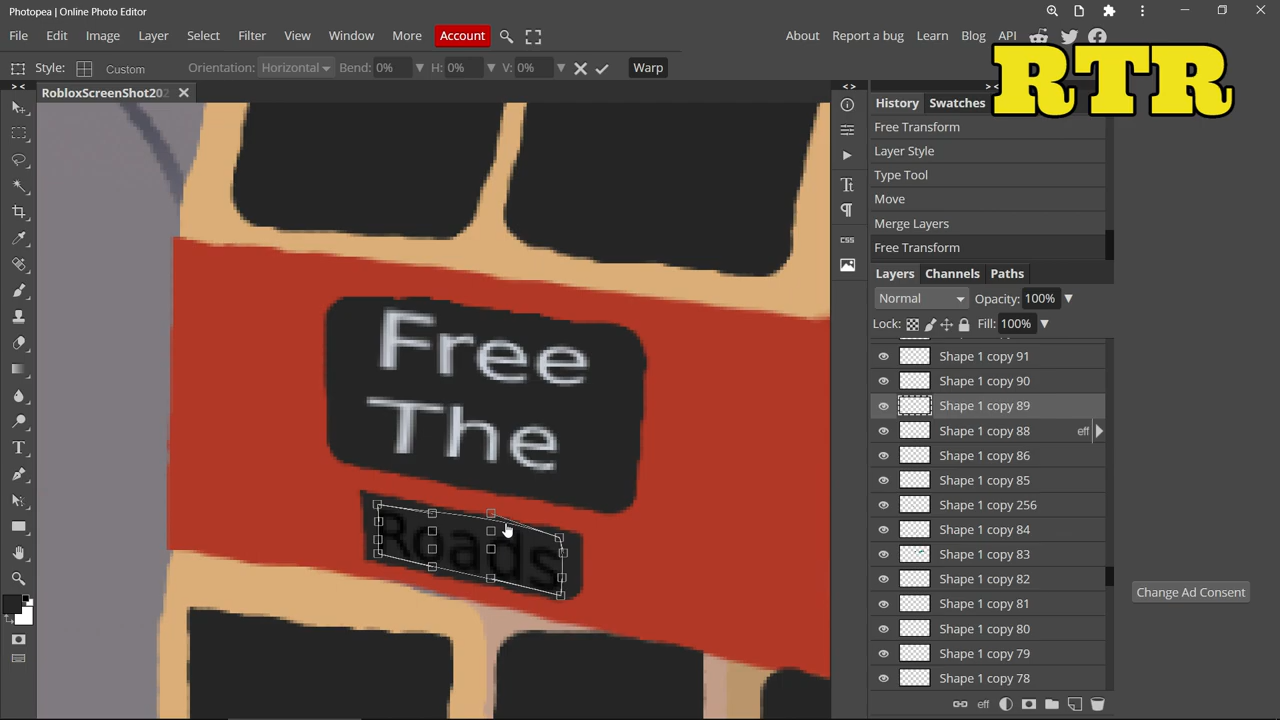 Photopea | Online Photo Editor
File Edit Image Layer Select Filter View Window More Account About Report a bug Learn Blog API
RTR
Style: Custom Orientation: Horizontal Bend: 0% H: 0% V: 0% Warp
RobloxScreenShot202
History Swatches
Free Transform
Layer Style
Type Tool
Move
Merge Layers
Free Transform
Layers Channels Paths
Normal Opacity: 100%
Lock: Fill: 100%
Shape 1 copy 91
Shape 1 copy 90
Shape 1 copy 89
Shape 1 copy 88 eff
Shape 1 copy 86
Shape 1 copy 85
Shape 1 copy 256
Shape 1 copy 84
Shape 1 copy 83
Shape 1 copy 82
Shape 1 copy 81
Shape 1 copy 80
Shape 1 copy 79
Shape 1 copy 78
eff
CSS
Free
The
Roads
Change Ad Consent